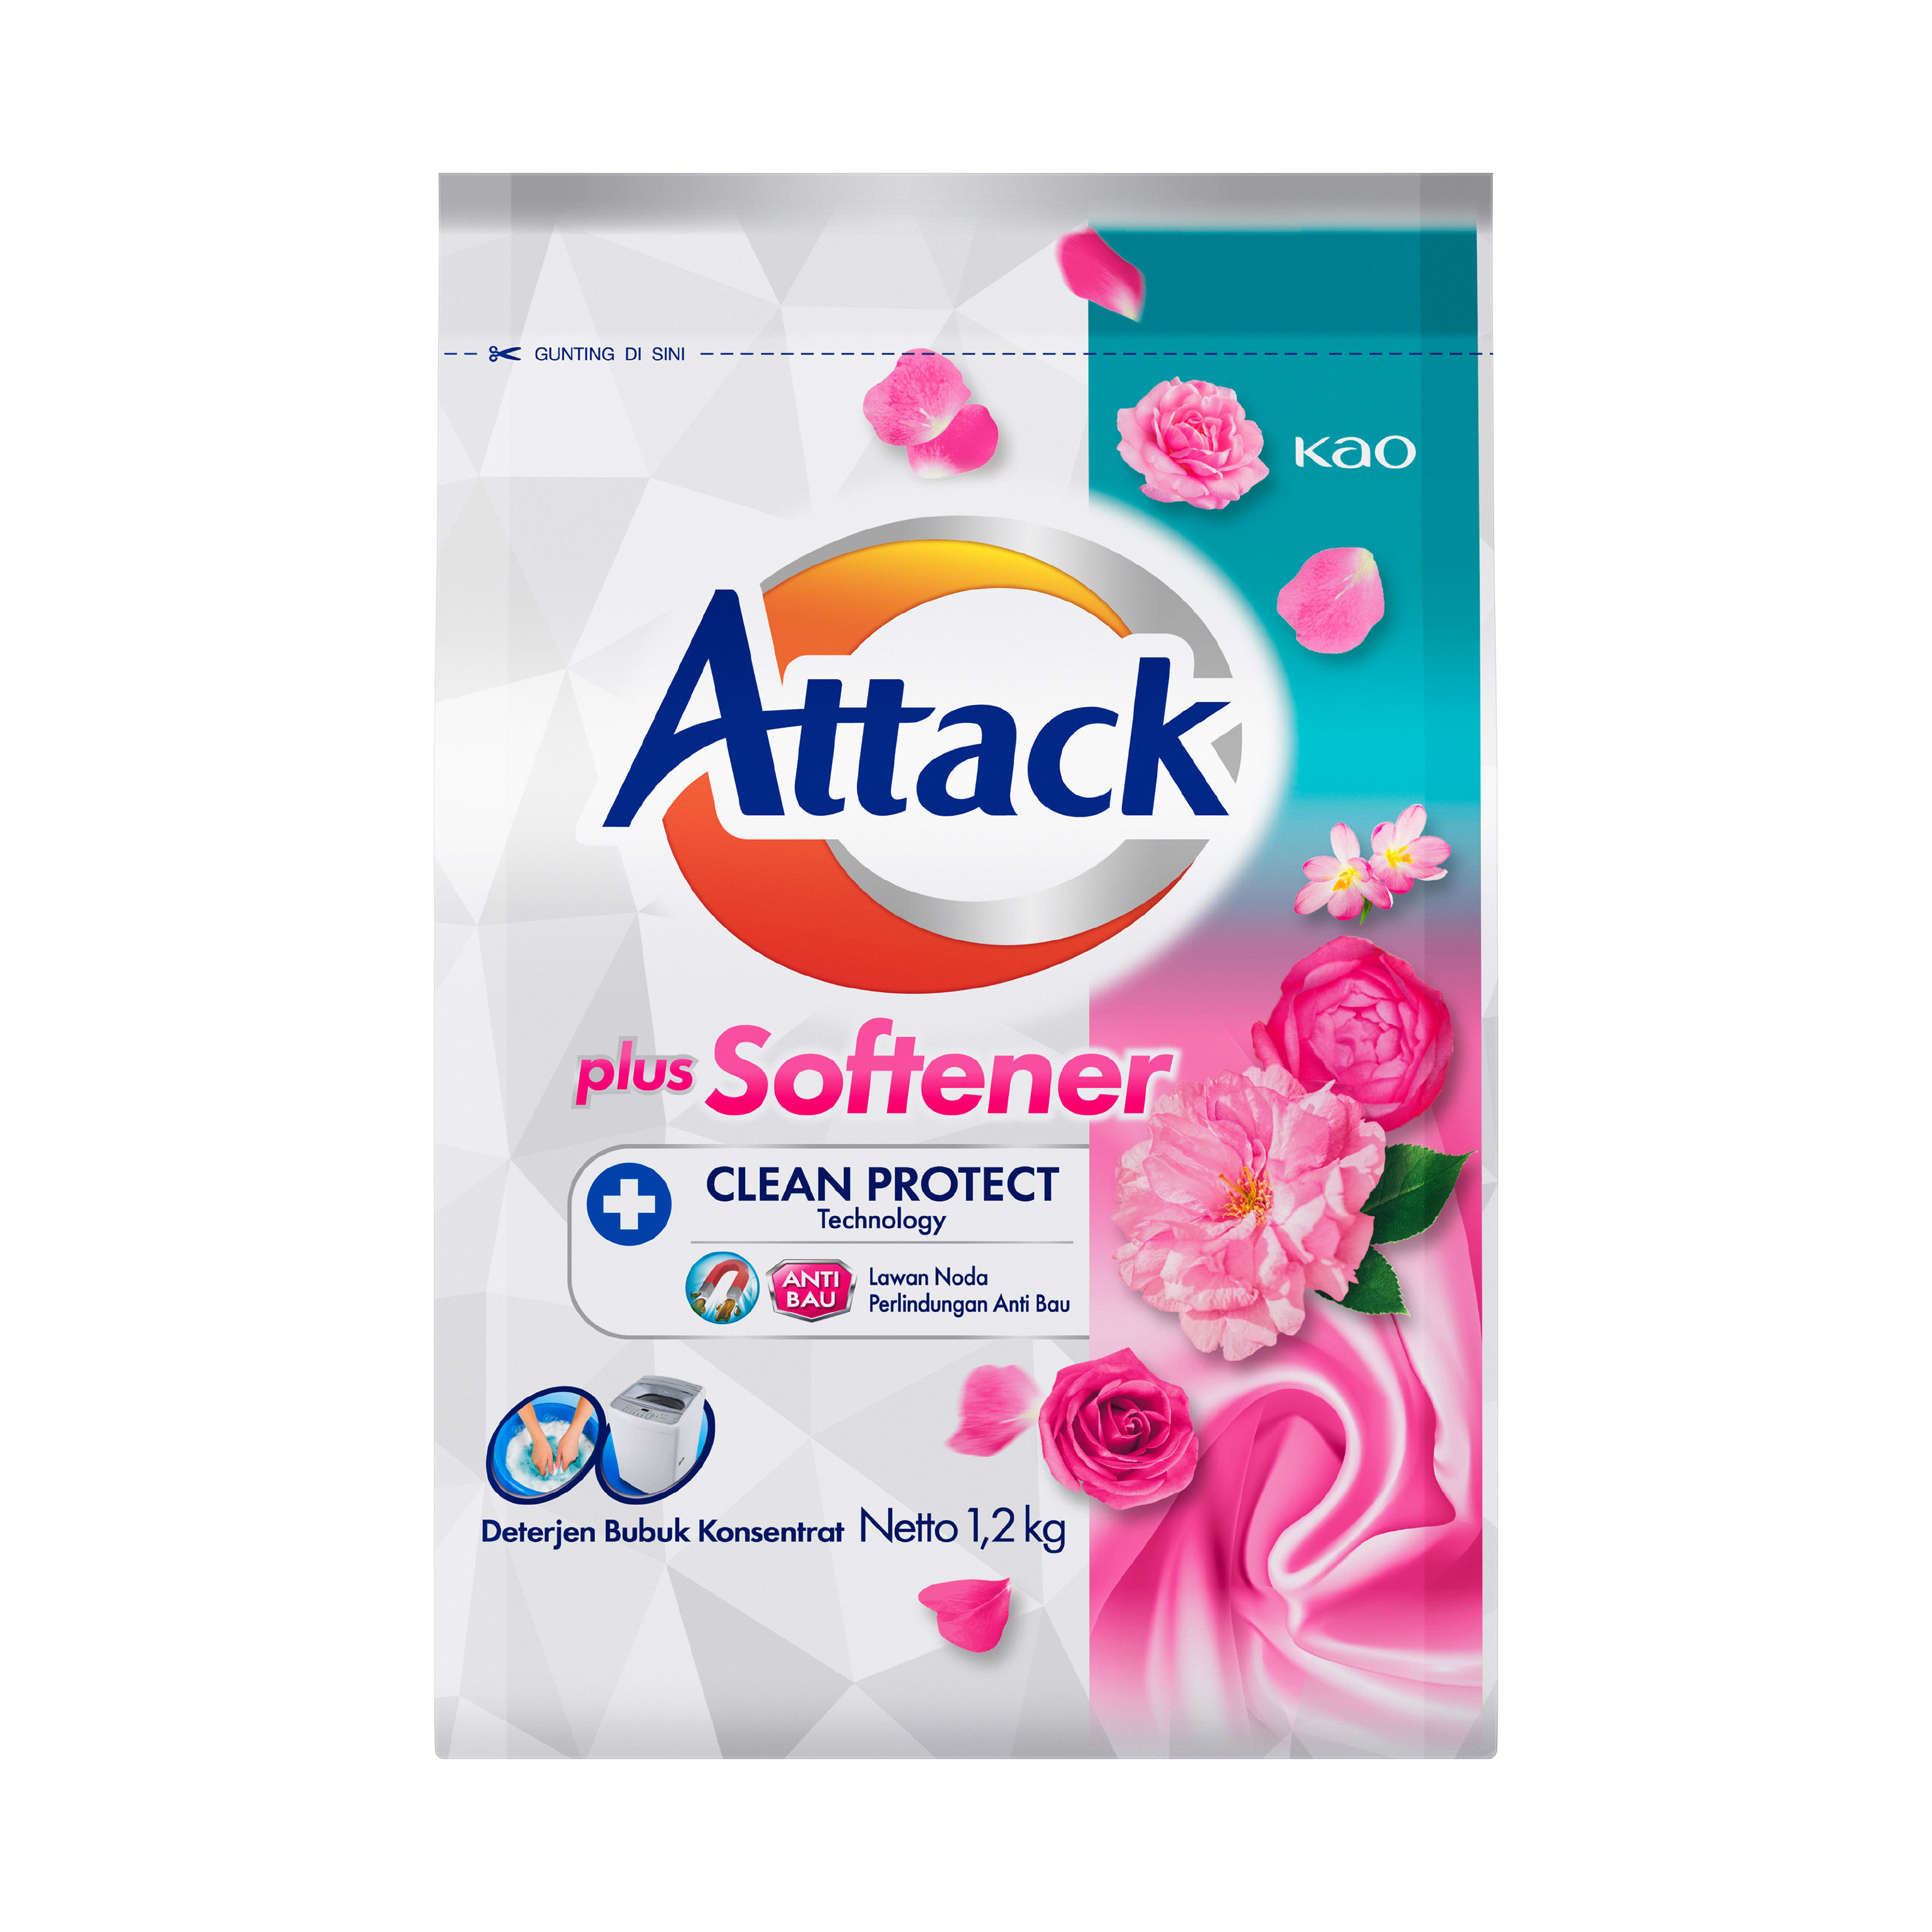 GUNTING DI SINI
Kao
Attack
plus Softener
CLEAN PROTECT
Technology
ANTI
BAU
Lawan Noda
Perlindungan Anti Bau
Deterjen Bubuk Konsentrat Netto 1,2 kg